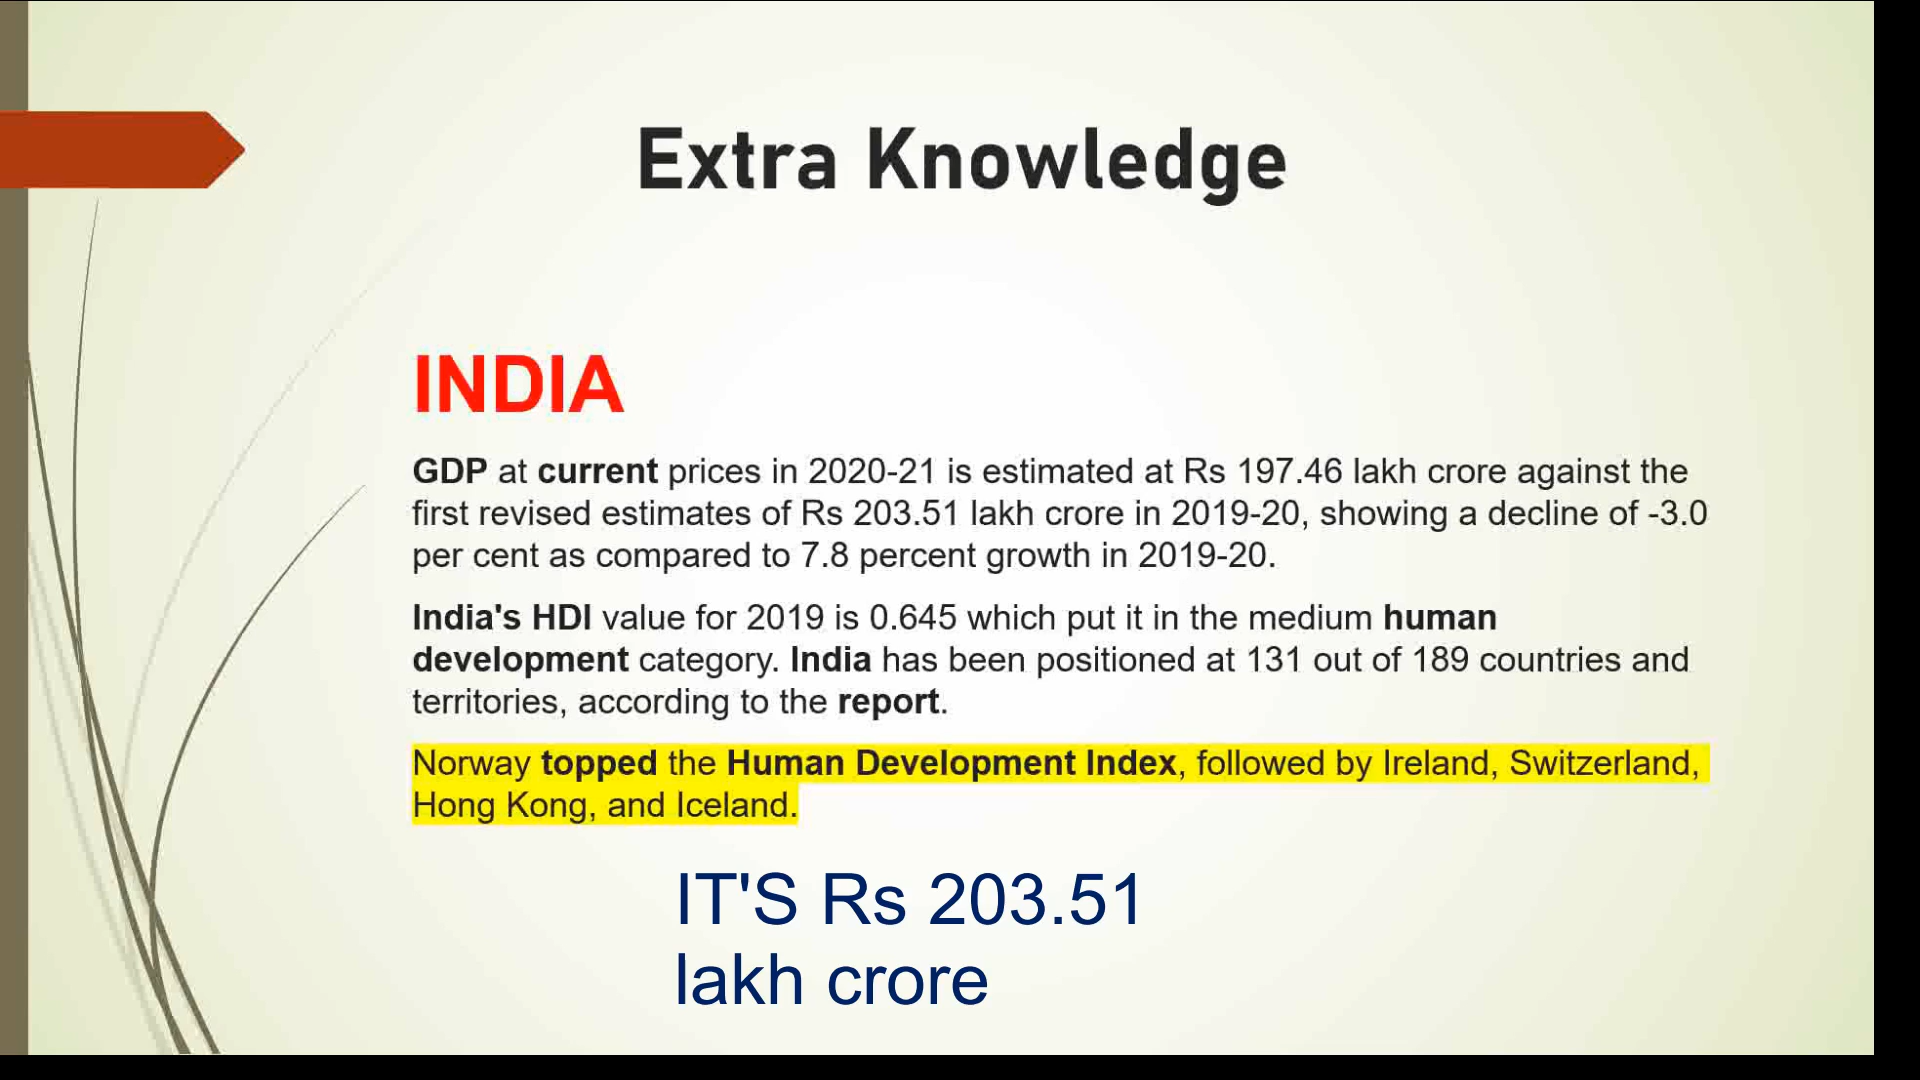 Extra Knowledge
INDIA
GDP at current prices in 2020-21 is estimated at Rs 197.46 lakh crore against the
first revised estimates of Rs 203.51 lakh crore in 2019-20, showing a decline of -3.0
per cent as compared to 7.8 percent growth in 2019-20.
India's HDI value for 2019 is 0.645 which put it in the medium human
development category. India has been positioned at 131 out of 189 countries and
territories, according to the report.
Norway topped the Human Development Index, followed by Ireland, Switzerland,
Hong Kong, and Iceland.
IT'S Rs 203.51
lakh crore